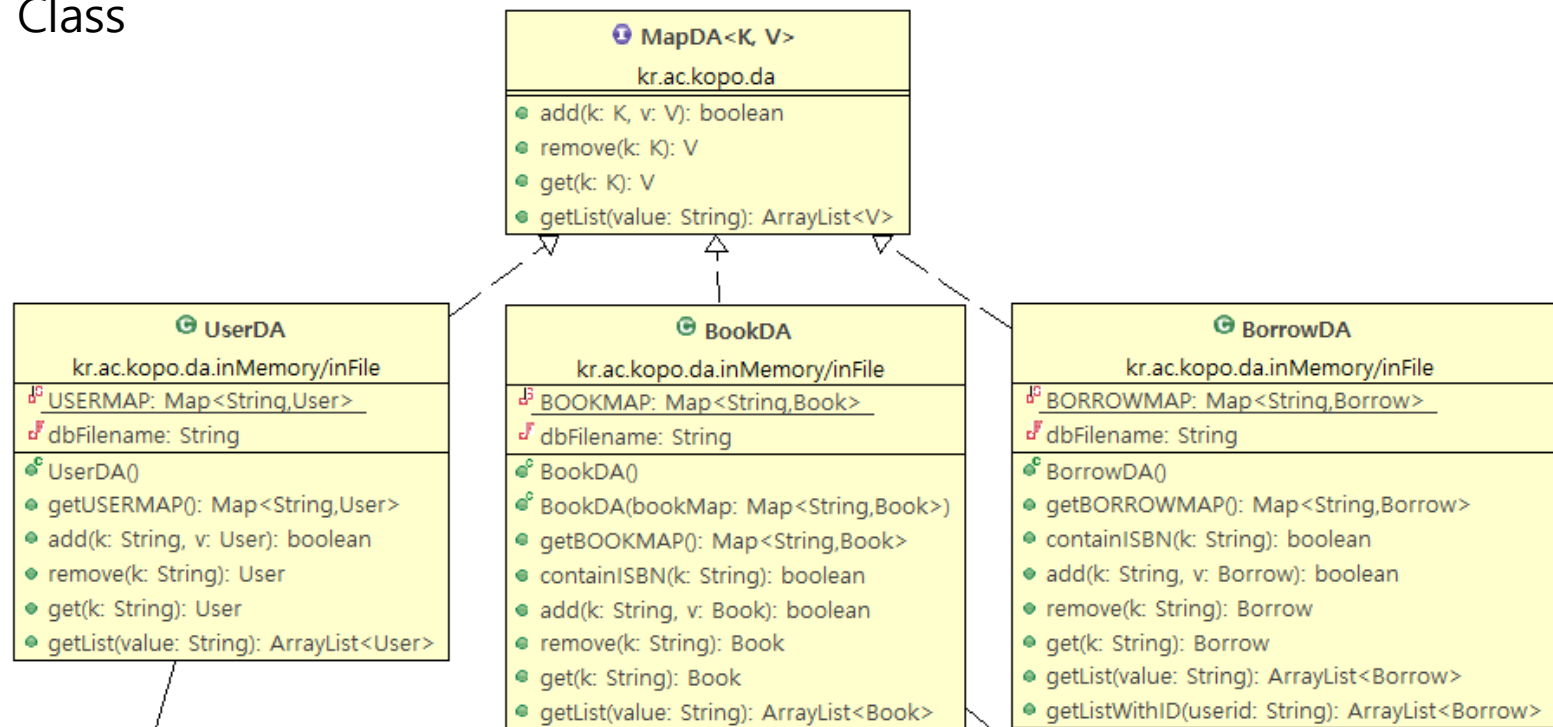 Class
MapDA<K, V>
kr.ac.kopo.da
add(k: K, v: V): boolean
remove(k: K): V
get(k: K): V
getList(value: String): ArrayList<V>
UserDA
kr.ac.kopo.da.inMemory/inFile
USERMAP: Map<String,User>
dbFilename: String
UserDA()
getUSERMAP(): Map<String,User>
add(k: String, v: User): boolean
remove(k: String): User
get(k: String): User
getList(value: String): ArrayList<User>
BookDA
kr.ac.kopo.da.inMemory/inFile
BOOKMAP: Map<String,Book>
dbFilename: String
BookDA()
BookDA(bookMap: Map<String,Book>)
getBOOKMAP(): Map<String,Book>
containISBN(k: String): boolean
add(k: String, v: Book): boolean
remove(k: String): Book
get(k: String): Book
getList(value: String): ArrayList<Book>
BorrowDA
kr.ac.kopo.da.inMemory/inFile
BORROWMAP: Map<String,Borrow>
dbFilename: String
BorrowDA()
getBORROWMAP(): Map<String,Borrow>
containISBN(k: String): boolean
add(k: String, v: Borrow): boolean
remove(k: String): Borrow
get(k: String): Borrow
getList(value: String): ArrayList<Borrow>
getListWithID(userid: String): ArrayList<Borrow>